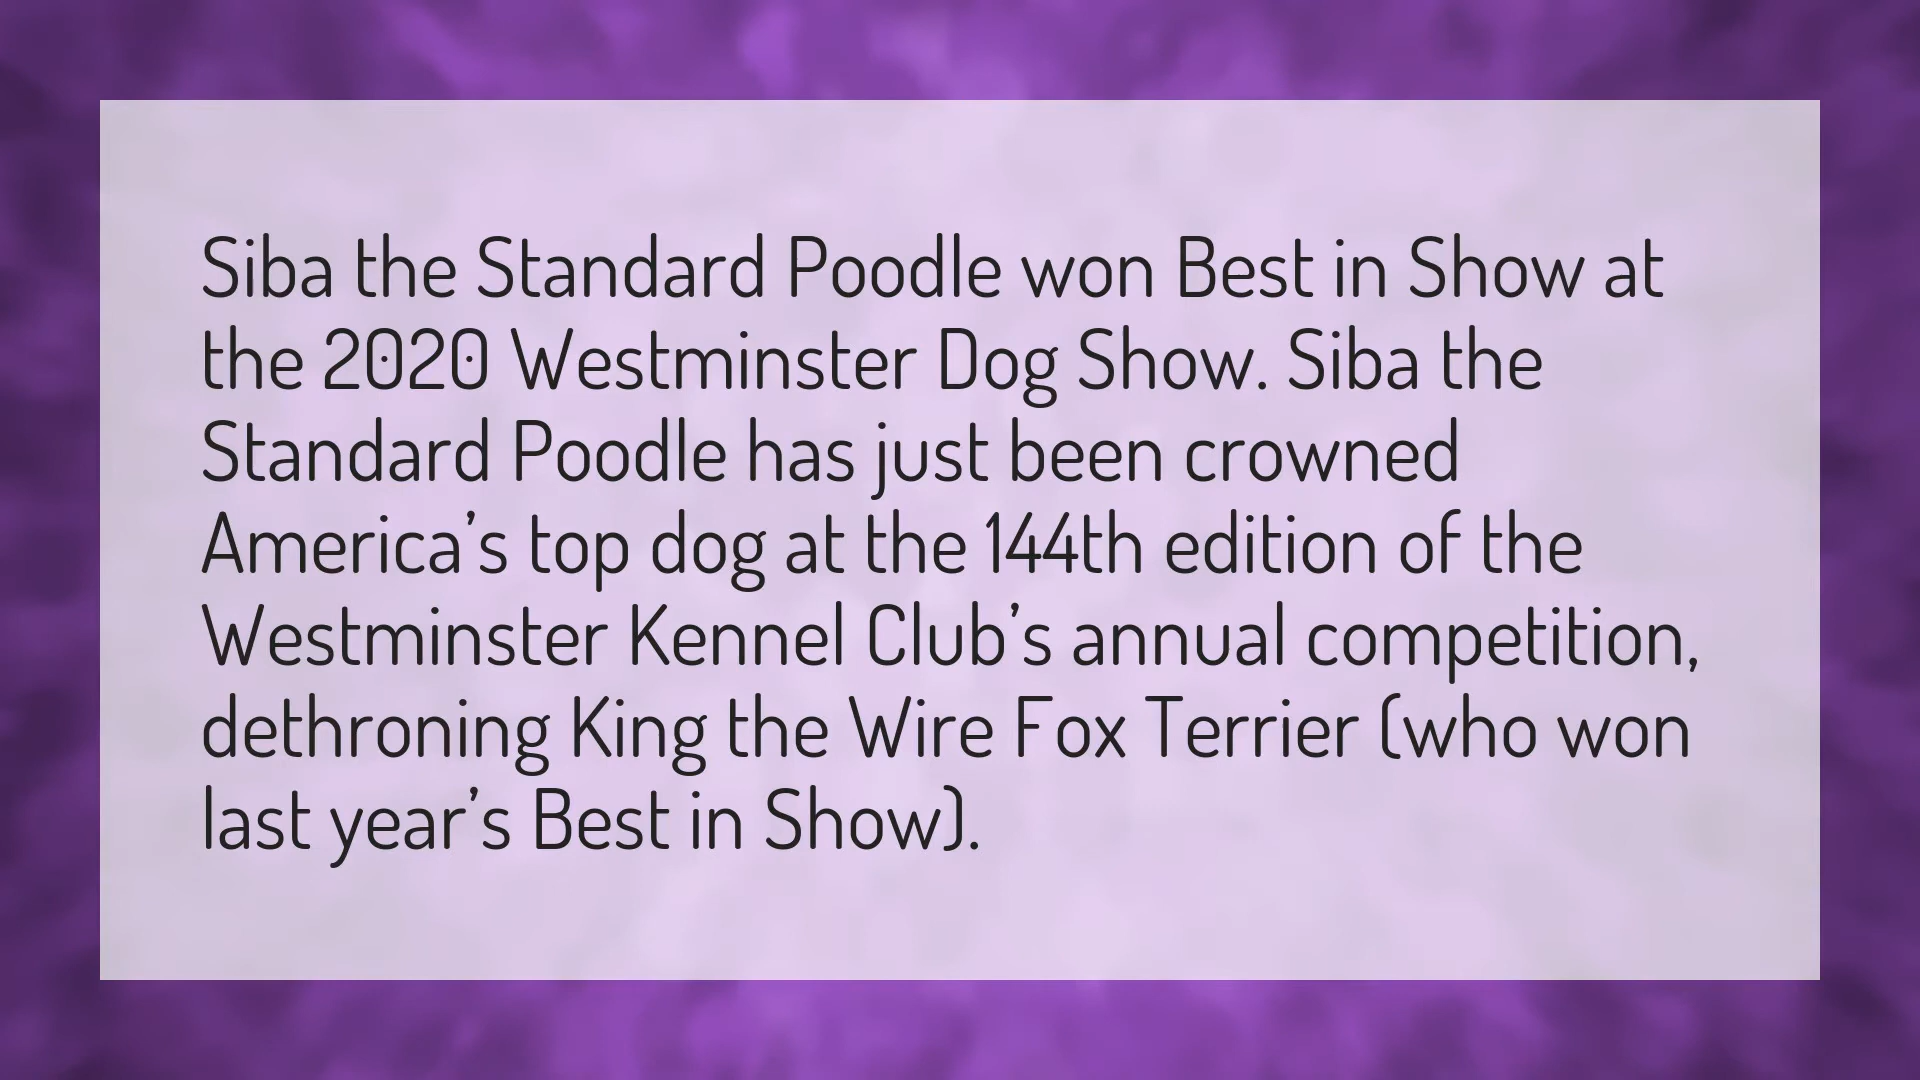 Siba the Standard Poodle won Best in Show at
the 2020 Westminster Dog Show. Siba the
Standard Poodle has just been crowned
America’s top dog at the 144th edition of the
Westminster Kennel Club’s annual competition,
dethroning King the Wire Fox Terrier (who won
last year’s Best in Show).